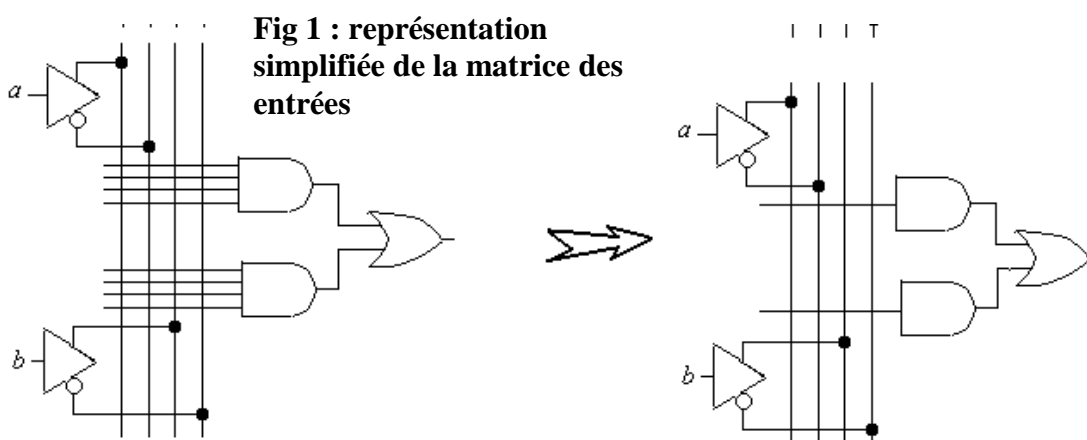 Fig 1 : représentation
simplifiée de la matrice des
entrées
a
b
a
b